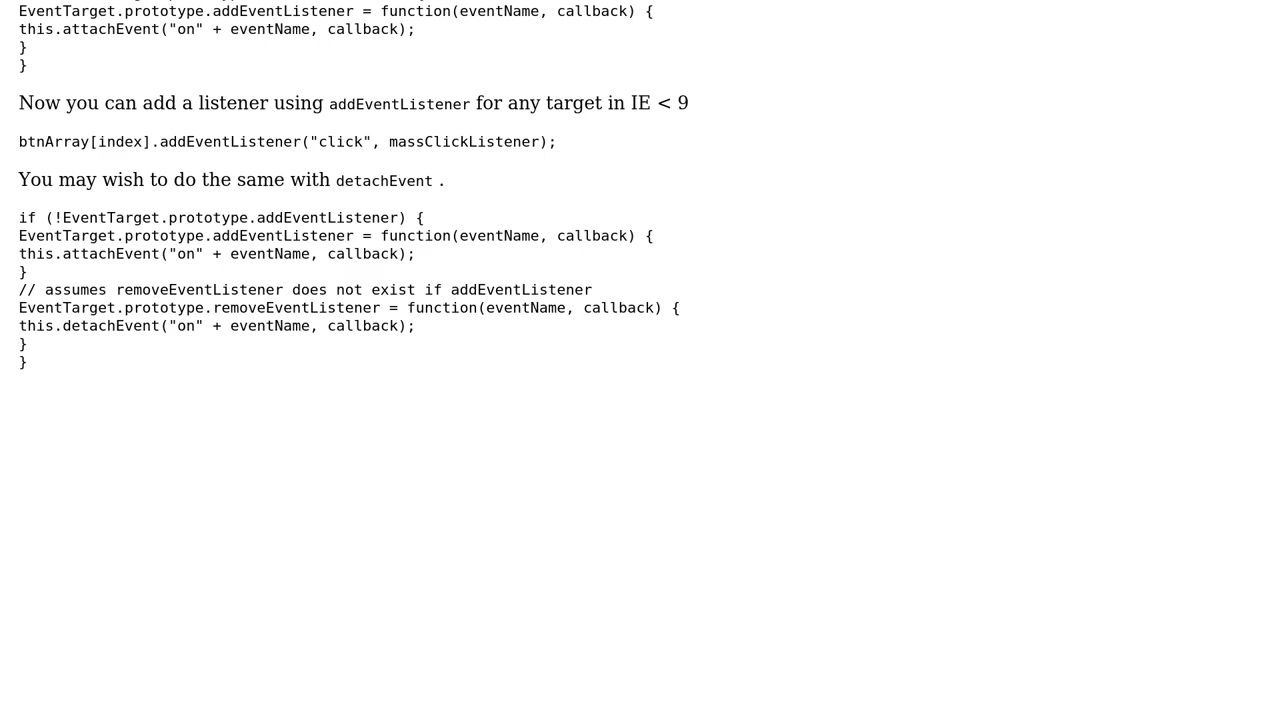 EventTarget.prototype.addEventListener = function(eventName, callback) {
this.attachEvent("on" + eventName, callback);
}
}
Now you can add a listener using addEventListener for any target in IE < 9
btnArray[index].addEventListener("click", massClickListener);
You may wish to do the same with detachEvent .
if (!EventTarget.prototype.addEventListener) {
EventTarget.prototype.addEventListener = function(eventName, callback) {
this.attachEvent("on" + eventName, callback);
}
// assumes removeEventListener does not exist if addEventListener
EventTarget.prototype.removeEventListener = function(eventName, callback) {
this.detachEvent("on" + eventName, callback);
}
}